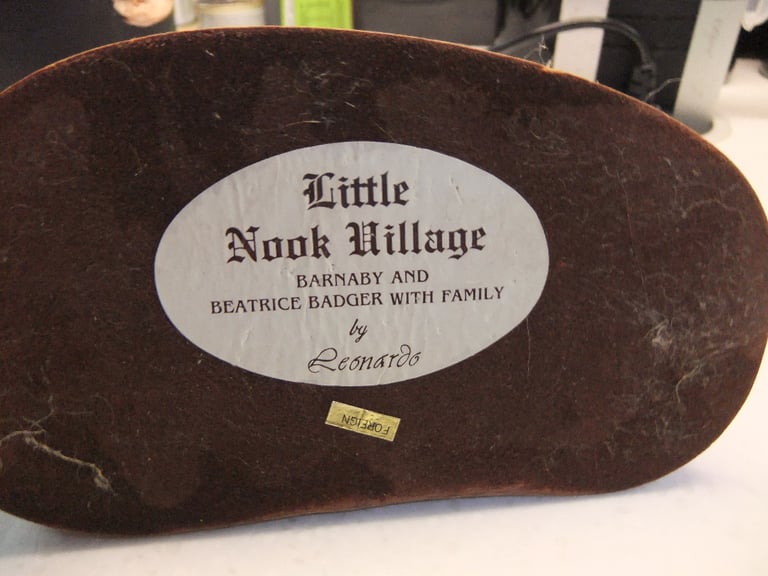 Little
Nook Village
BARNABY AND
BEATRICE BADGER WITH FAMILY
by
Leonardo
FOREIGN